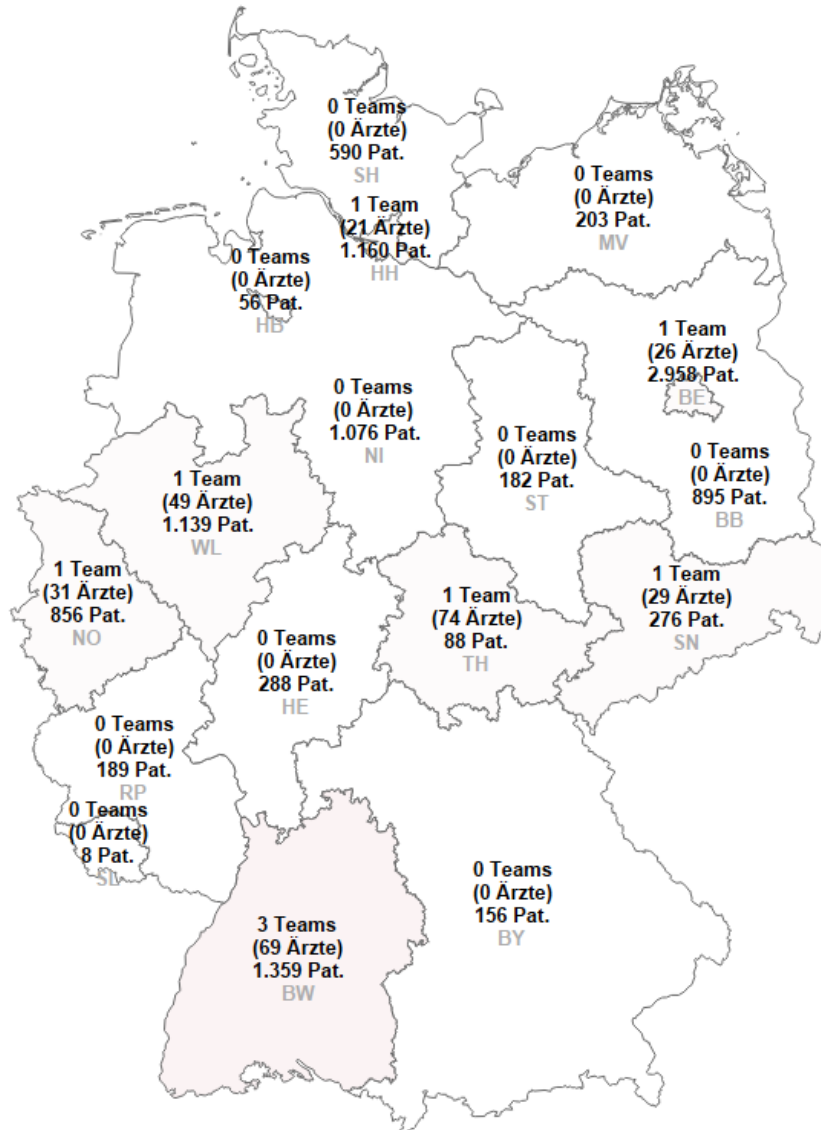 0 Teams
(0 Ärzte)
590 Pat.
SH
0 Teams
(0 Ärzte)
203 Pat.
MV
1 Team
(21 Ärzte)
1.160 Pat.
HH
0 Teams
(0 Ärzte)
56 Pat.
HB
1 Team
(26 Ärzte)
2.958 Pat.
BE
0 Teams
(0 Ärzte)
1.076 Pat.
NI
0 Teams
(0 Ärzte)
182 Pat.
ST
0 Teams
(0 Ärzte)
895 Pat.
BB
1 Team
(49 Ärzte)
1.139 Pat.
WL
1 Team
(31 Ärzte)
856 Pat.
NO
1 Team
(74 Ärzte)
88 Pat.
TH
1 Team
(29 Ärzte)
276 Pat.
SN
0 Teams
(0 Ärzte)
288 Pat.
HE
0 Teams
(0 Ärzte)
189 Pat.
RP
0 Teams
(0 Ärzte)
8 Pat.
SL
0 Teams
(0 Ärzte)
156 Pat.
BY
3 Teams
(69 Ärzte)
1.359 Pat.
BW